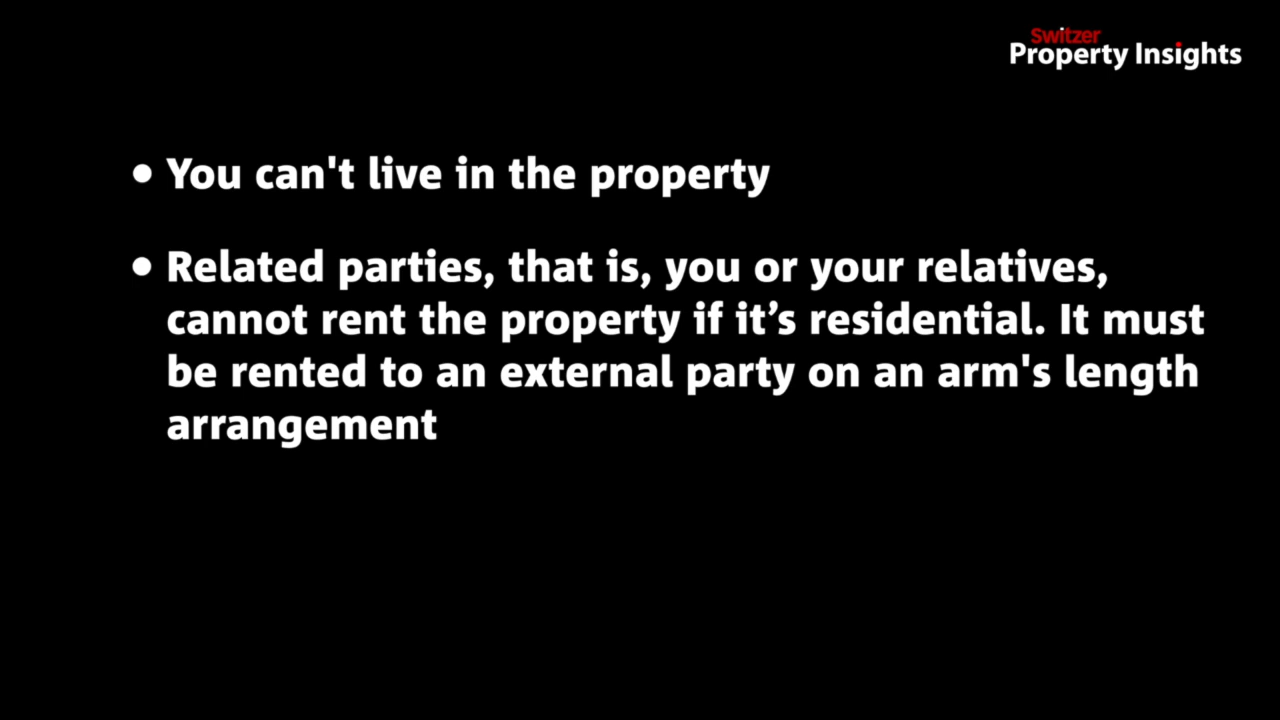 Switzer
Property Insights
• You can't live in the property
• Related parties, that is, you or your relatives,
cannot rent the property if it’s residential. It must
be rented to an external party on an arm's length
arrangement